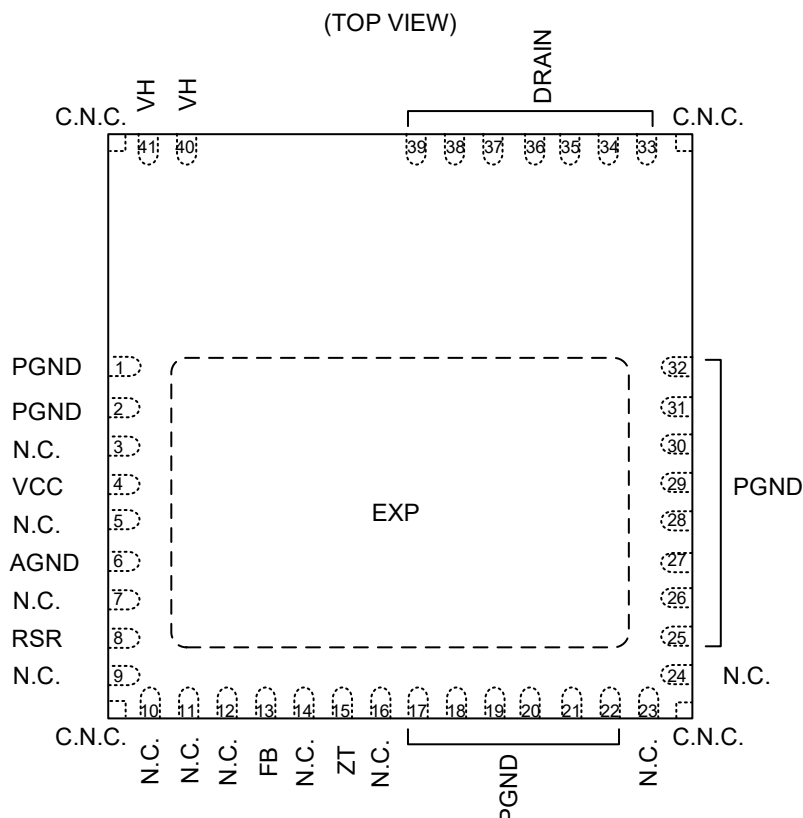 (TOP VIEW)
C.N.C.
VH
VH
DRAIN
C.N.C.
41
40
39
38
37
36
35
34
33
PGND
1
PGND
2
N.C.
3
VCC
4
N.C.
5
AGND
6
N.C.
7
RSR
8
N.C.
9
EXP
32
31
30
29
28
27
26
25
24
PGND
N.C.
10
11
12
13
14
15
16
17
18
19
20
21
22
23
C.N.C.
N.C.
N.C.
N.C.
FB
N.C.
ZT
N.C.
PGND
N.C.
C.N.C.